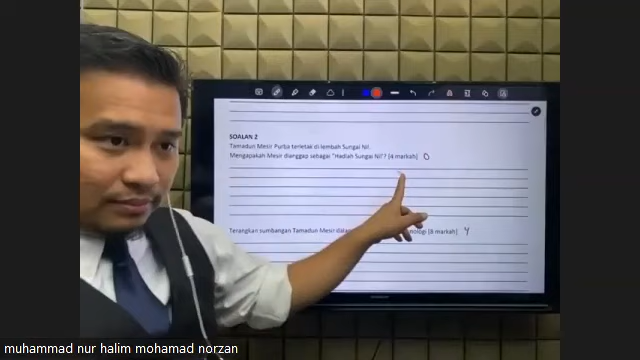 SOALAN 2
Tamadun Mesir Purba terletak di lembah Sungai Nil.
Mengapakah Mesir dianggap sebagai "Hadiah Sungai Nil"? [4 markah]
Terangkan sumbangan Tamadun Mesir [8 markah] 4
muhammad nur halim mohamad norzan